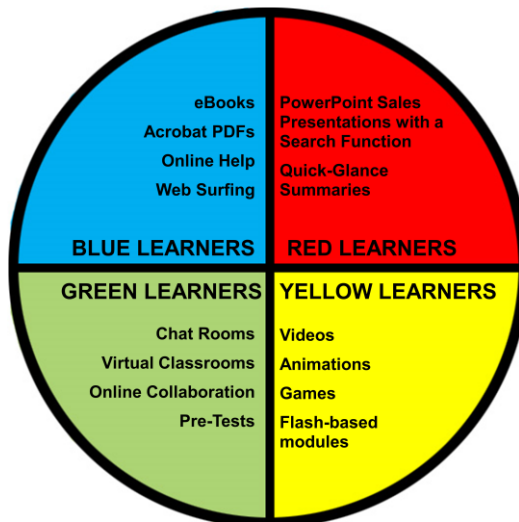 eBooks
Acrobat PDFs
Online Help
Web Surfing
BLUE LEARNERS
PowerPoint Sales
Presentations with a
Search Function
Quick-Glance
Summaries
RED LEARNERS
GREEN LEARNERS
Chat Rooms
Virtual Classrooms
Online Collaboration
Pre-Tests
YELLOW LEARNERS
Videos
Animations
Games
Flash-based
modules